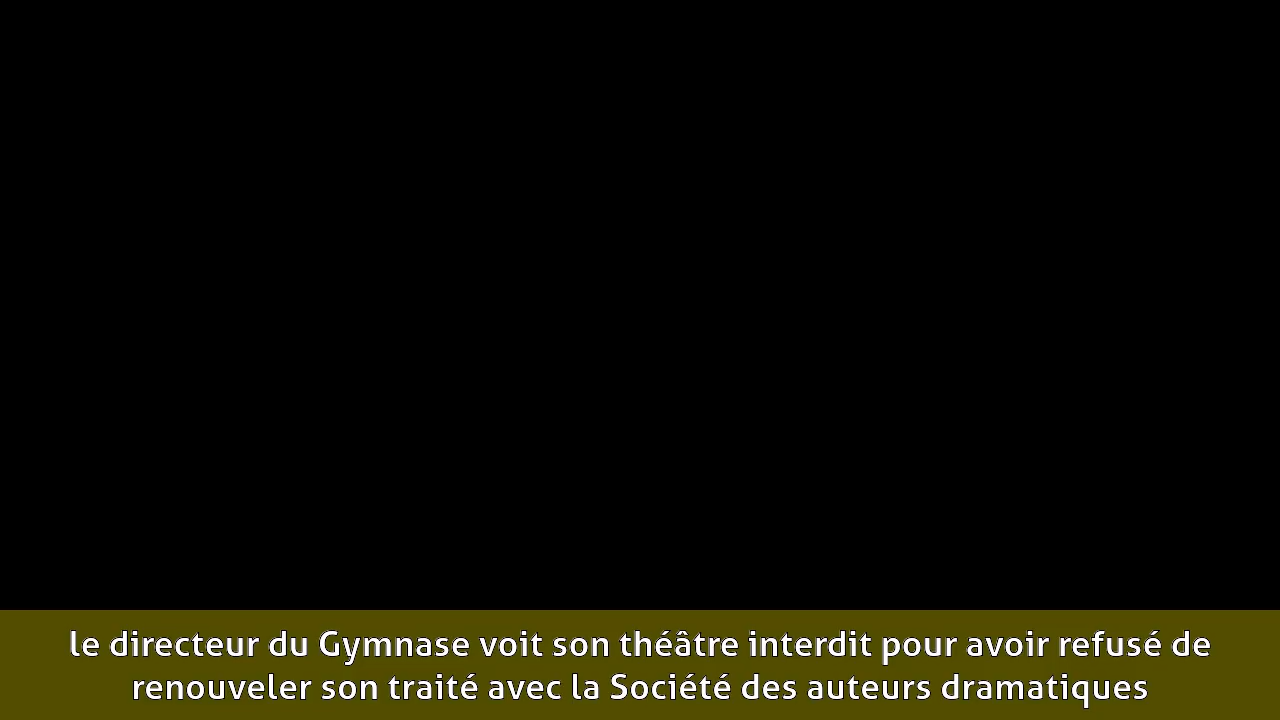 le directeur du Gymnase voit son théâtre interdit pour avoir refusé de
renouveler son traité avec la Société des auteurs dramatiques